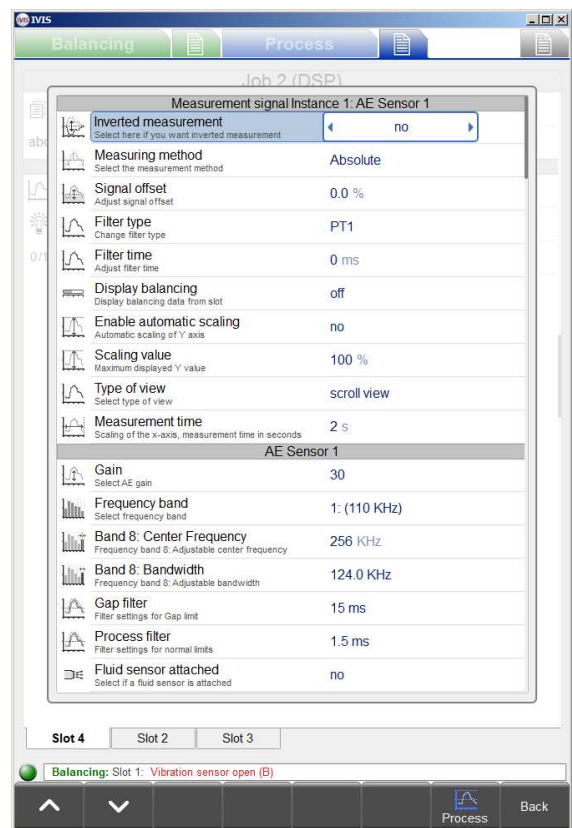 IVIS
Balancing
Process
Job 2 (DSP)
Measurement signal Instance 1: AE Sensor 1
Inverted measurement
no
Select here if you want inverted measurement
Measuring method
Absolute
Select the measurement method
Signal offset
0.0 %
Adjust signal offset
Filter type
PT1
Change filter type
Filter time
0 ms
Adjust filter time
Display balancing
off
Display balancing data from slot
Enable automatic scaling
no
Automatic scaling of Y axis
Scaling value
100 %
Maximum displayed Y value
Type of view
scroll view
Select type of view
Measurement time
2 s
Scaling of the x-axis, measurement time in seconds
AE Sensor 1
Gain
30
Select AE gain
Frequency band
1: (110 KHz)
Select frequency band
Band 8: Center Frequency
256 KHz
Frequency band 8: Adjustable center frequency
Band 8: Bandwidth
124.0 KHz
Frequency band 8: Adjustable bandwidth
Gap filter
15 ms
Filter settings for Gap limit
Process filter
1.5 ms
Filter settings for normal limits
Fluid sensor attached
no
Select if a fluid sensor is attached
abc
0/1
Slot 4 Slot 2 Slot 3
Balancing: Slot 1: Vibration sensor open (B)
Process
Back